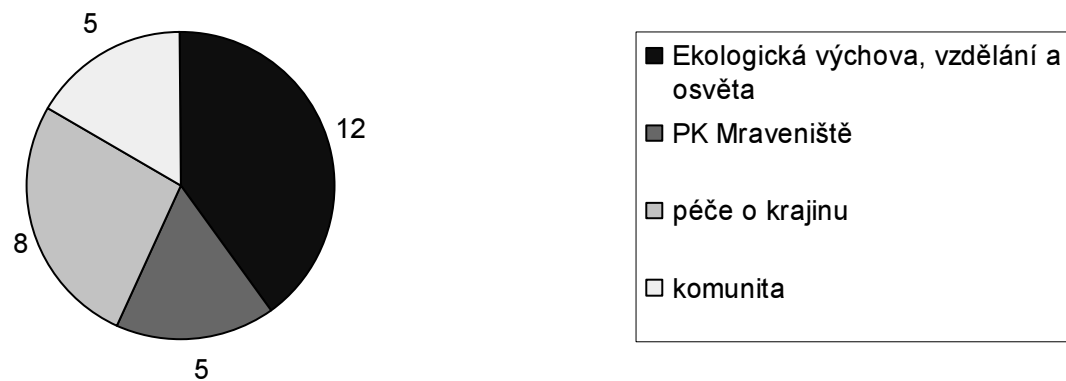 5
12
8
5
Ekologická výchova, vzdělání a
osvěta
PK Mraveniště
péče o krajinu
komunita